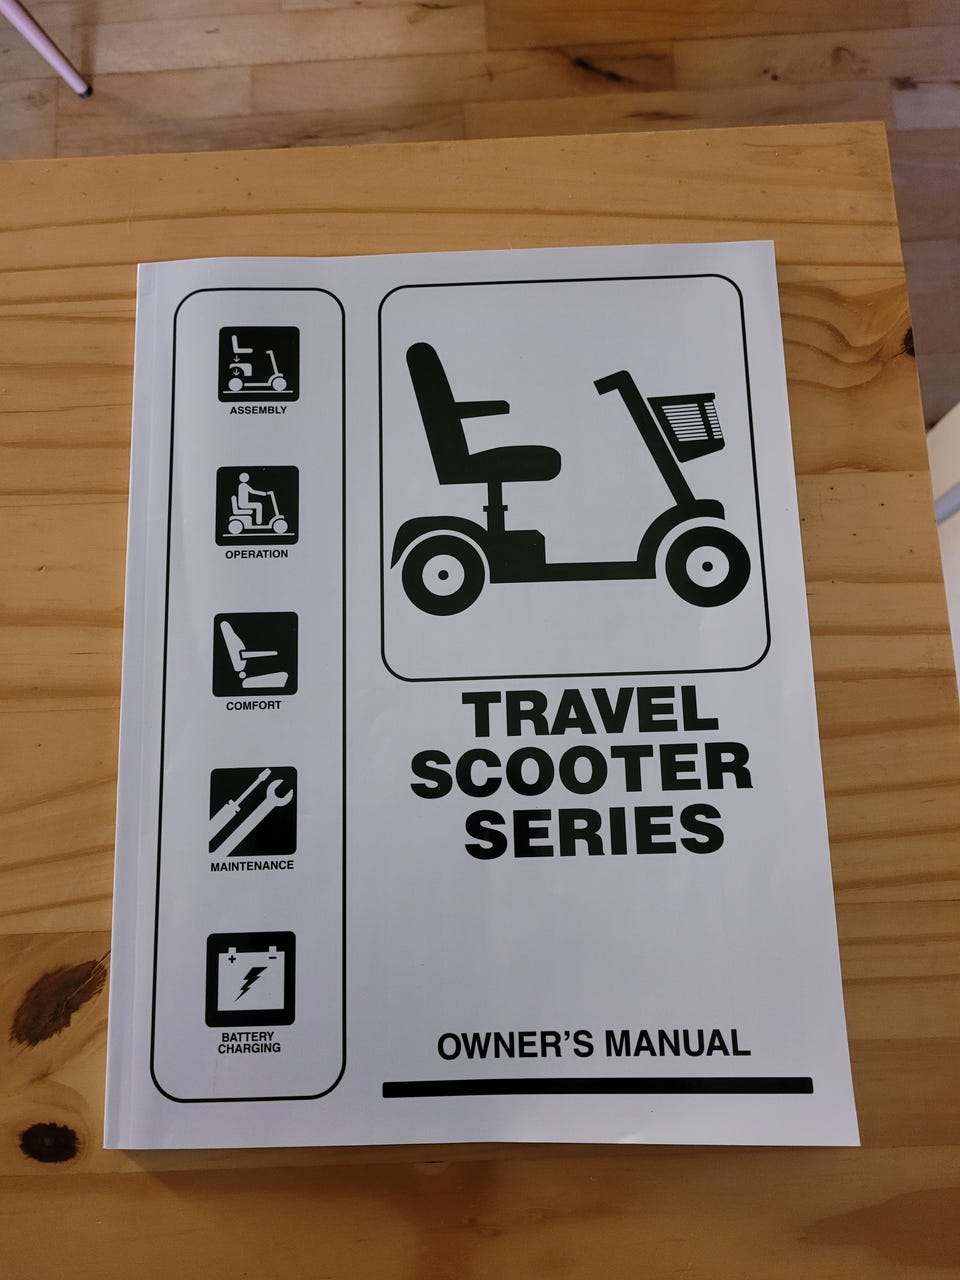 ASSEMBLY
OPERATION
COMFORT
MAINTENANCE
+ -
BATTERY
CHARGING
TRAVEL
SCOOTER
SERIES
OWNER'S MANUAL